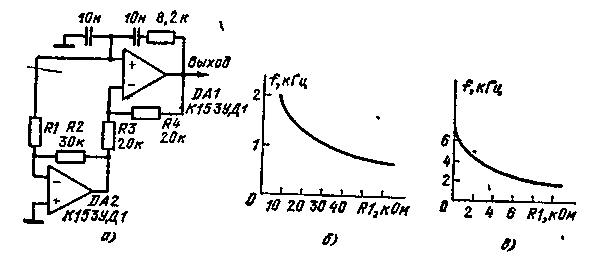 10н 10н 8,2к
+
−
Выход
DA1
К153УД1
R1 R2
30к
R3
20к
R4
20к
−
+
DA2
К153УД1
а)
f,кГц
2
1
0 10 20 30 40 R1,кОм
б)
f,кГц
6
4
2
0 2 4 6 R1,кОм
в)